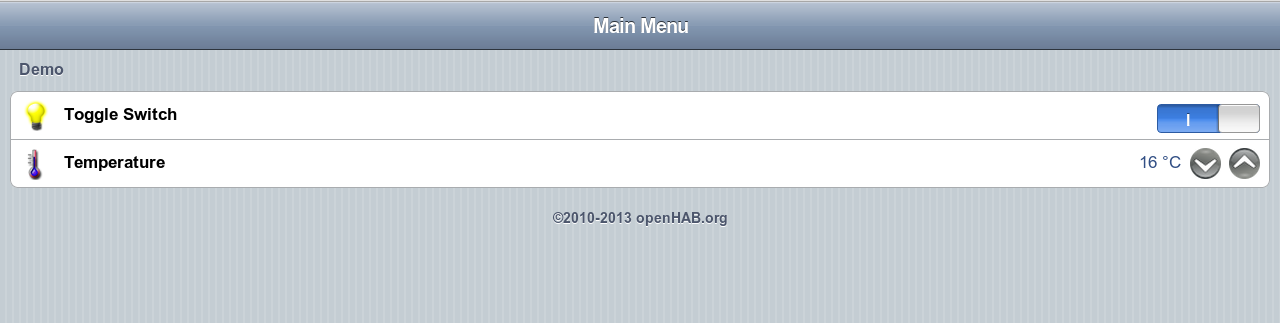 Main Menu
Demo
Toggle Switch
I
Temperature
16 °C
©2010-2013 openHAB.org